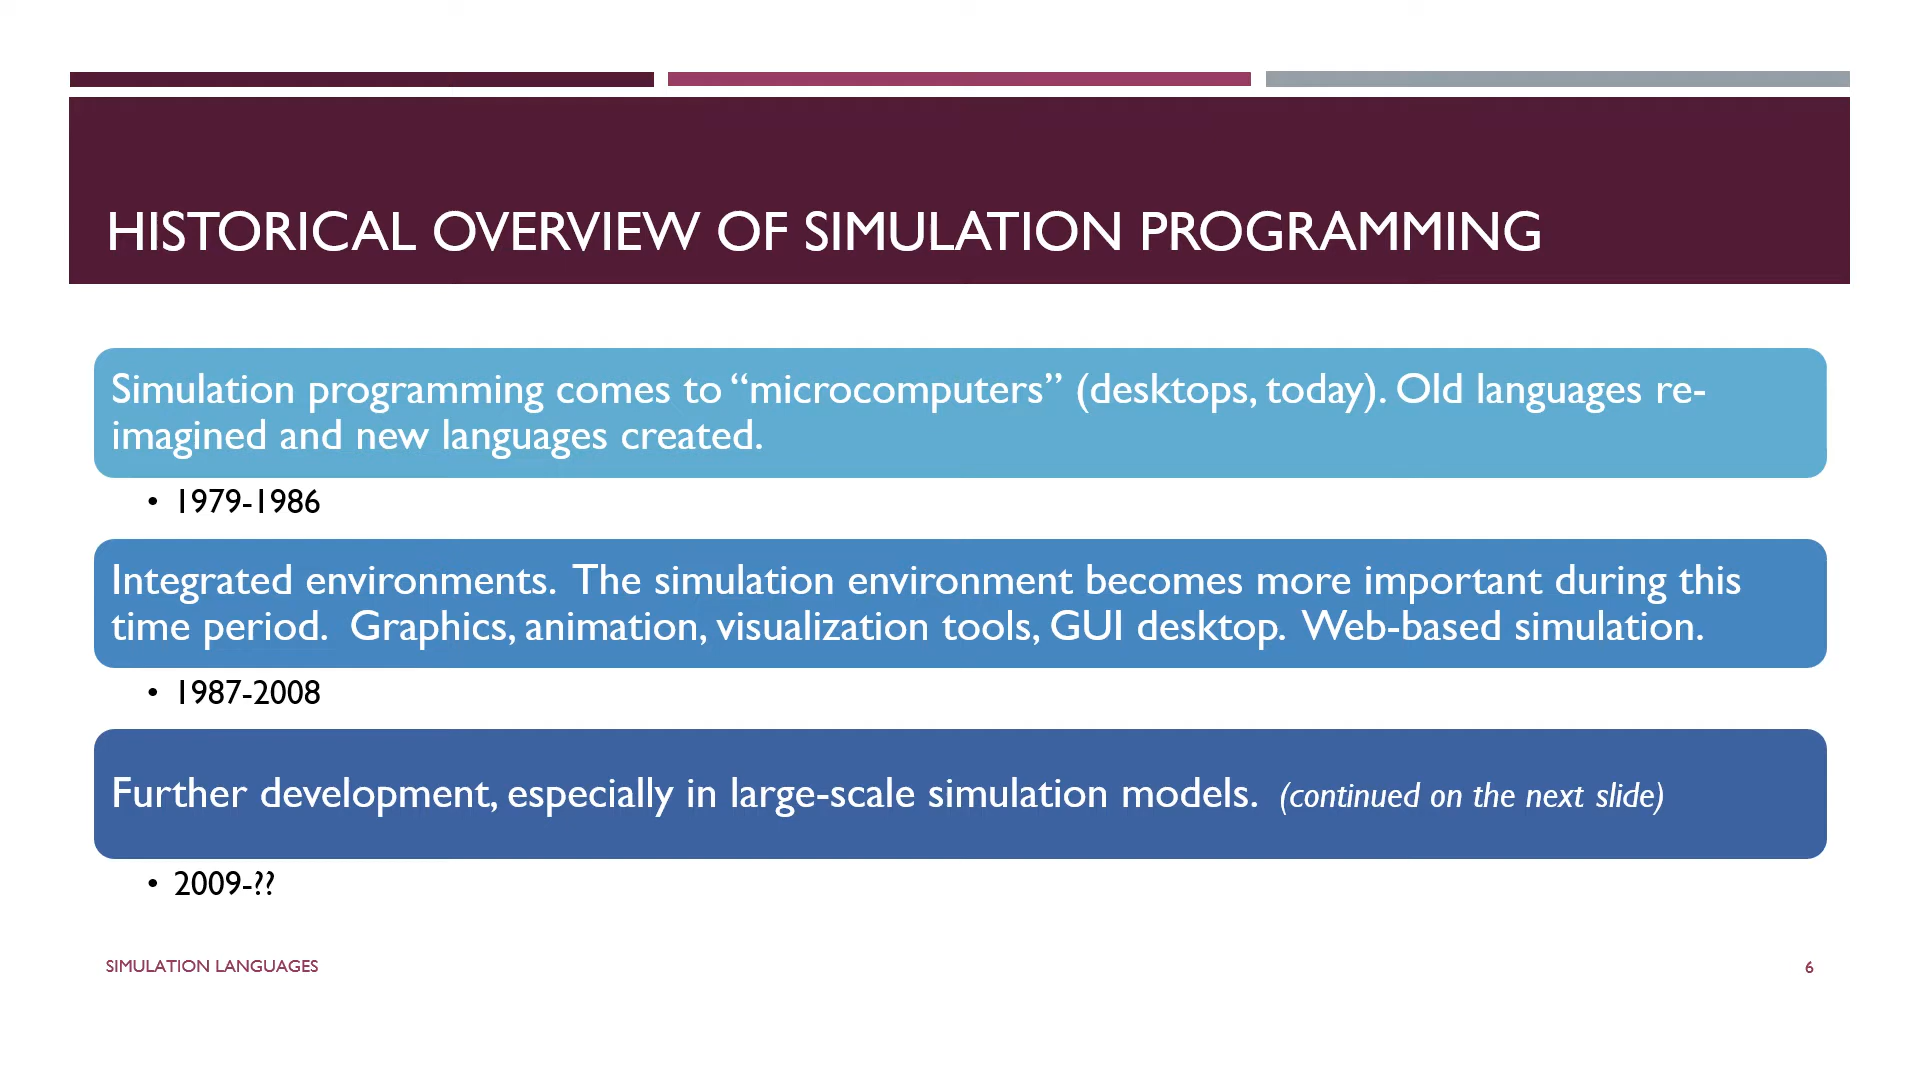 HISTORICAL OVERVIEW OF SIMULATION PROGRAMMING
Simulation programming comes to “microcomputers” (desktops, today). Old languages re-
imagined and new languages created.
• 1979-1986
Integrated environments.  The simulation environment becomes more important during this
time period.  Graphics, animation, visualization tools, GUI desktop.  Web-based simulation.
• 1987-2008
Further development, especially in large-scale simulation models.  (continued on the next slide)
• 2009-??
SIMULATION LANGUAGES
6